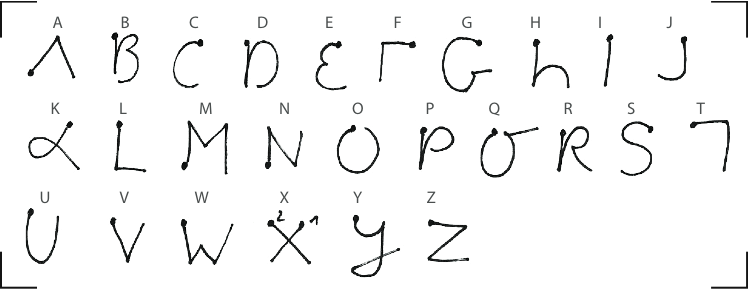 A B C D E F G H I J
A B C D E F G h I J
K L M N O P Q R S T
L M N O P R S
U V W X Y Z
U V W X 2 1 y Z